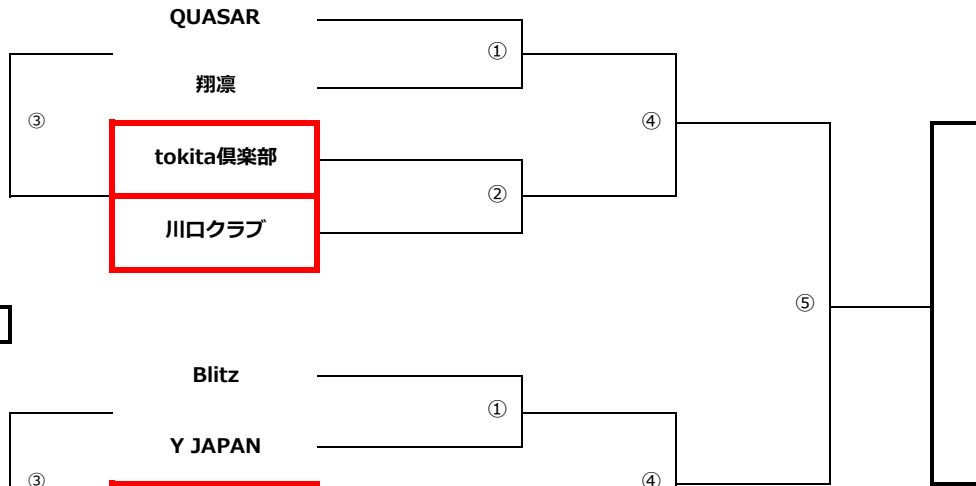 QUASAR
①
翔凛
③
④
tokita倶楽部
②
川口クラブ
⑤
Blitz
①
Y JAPAN
③
④